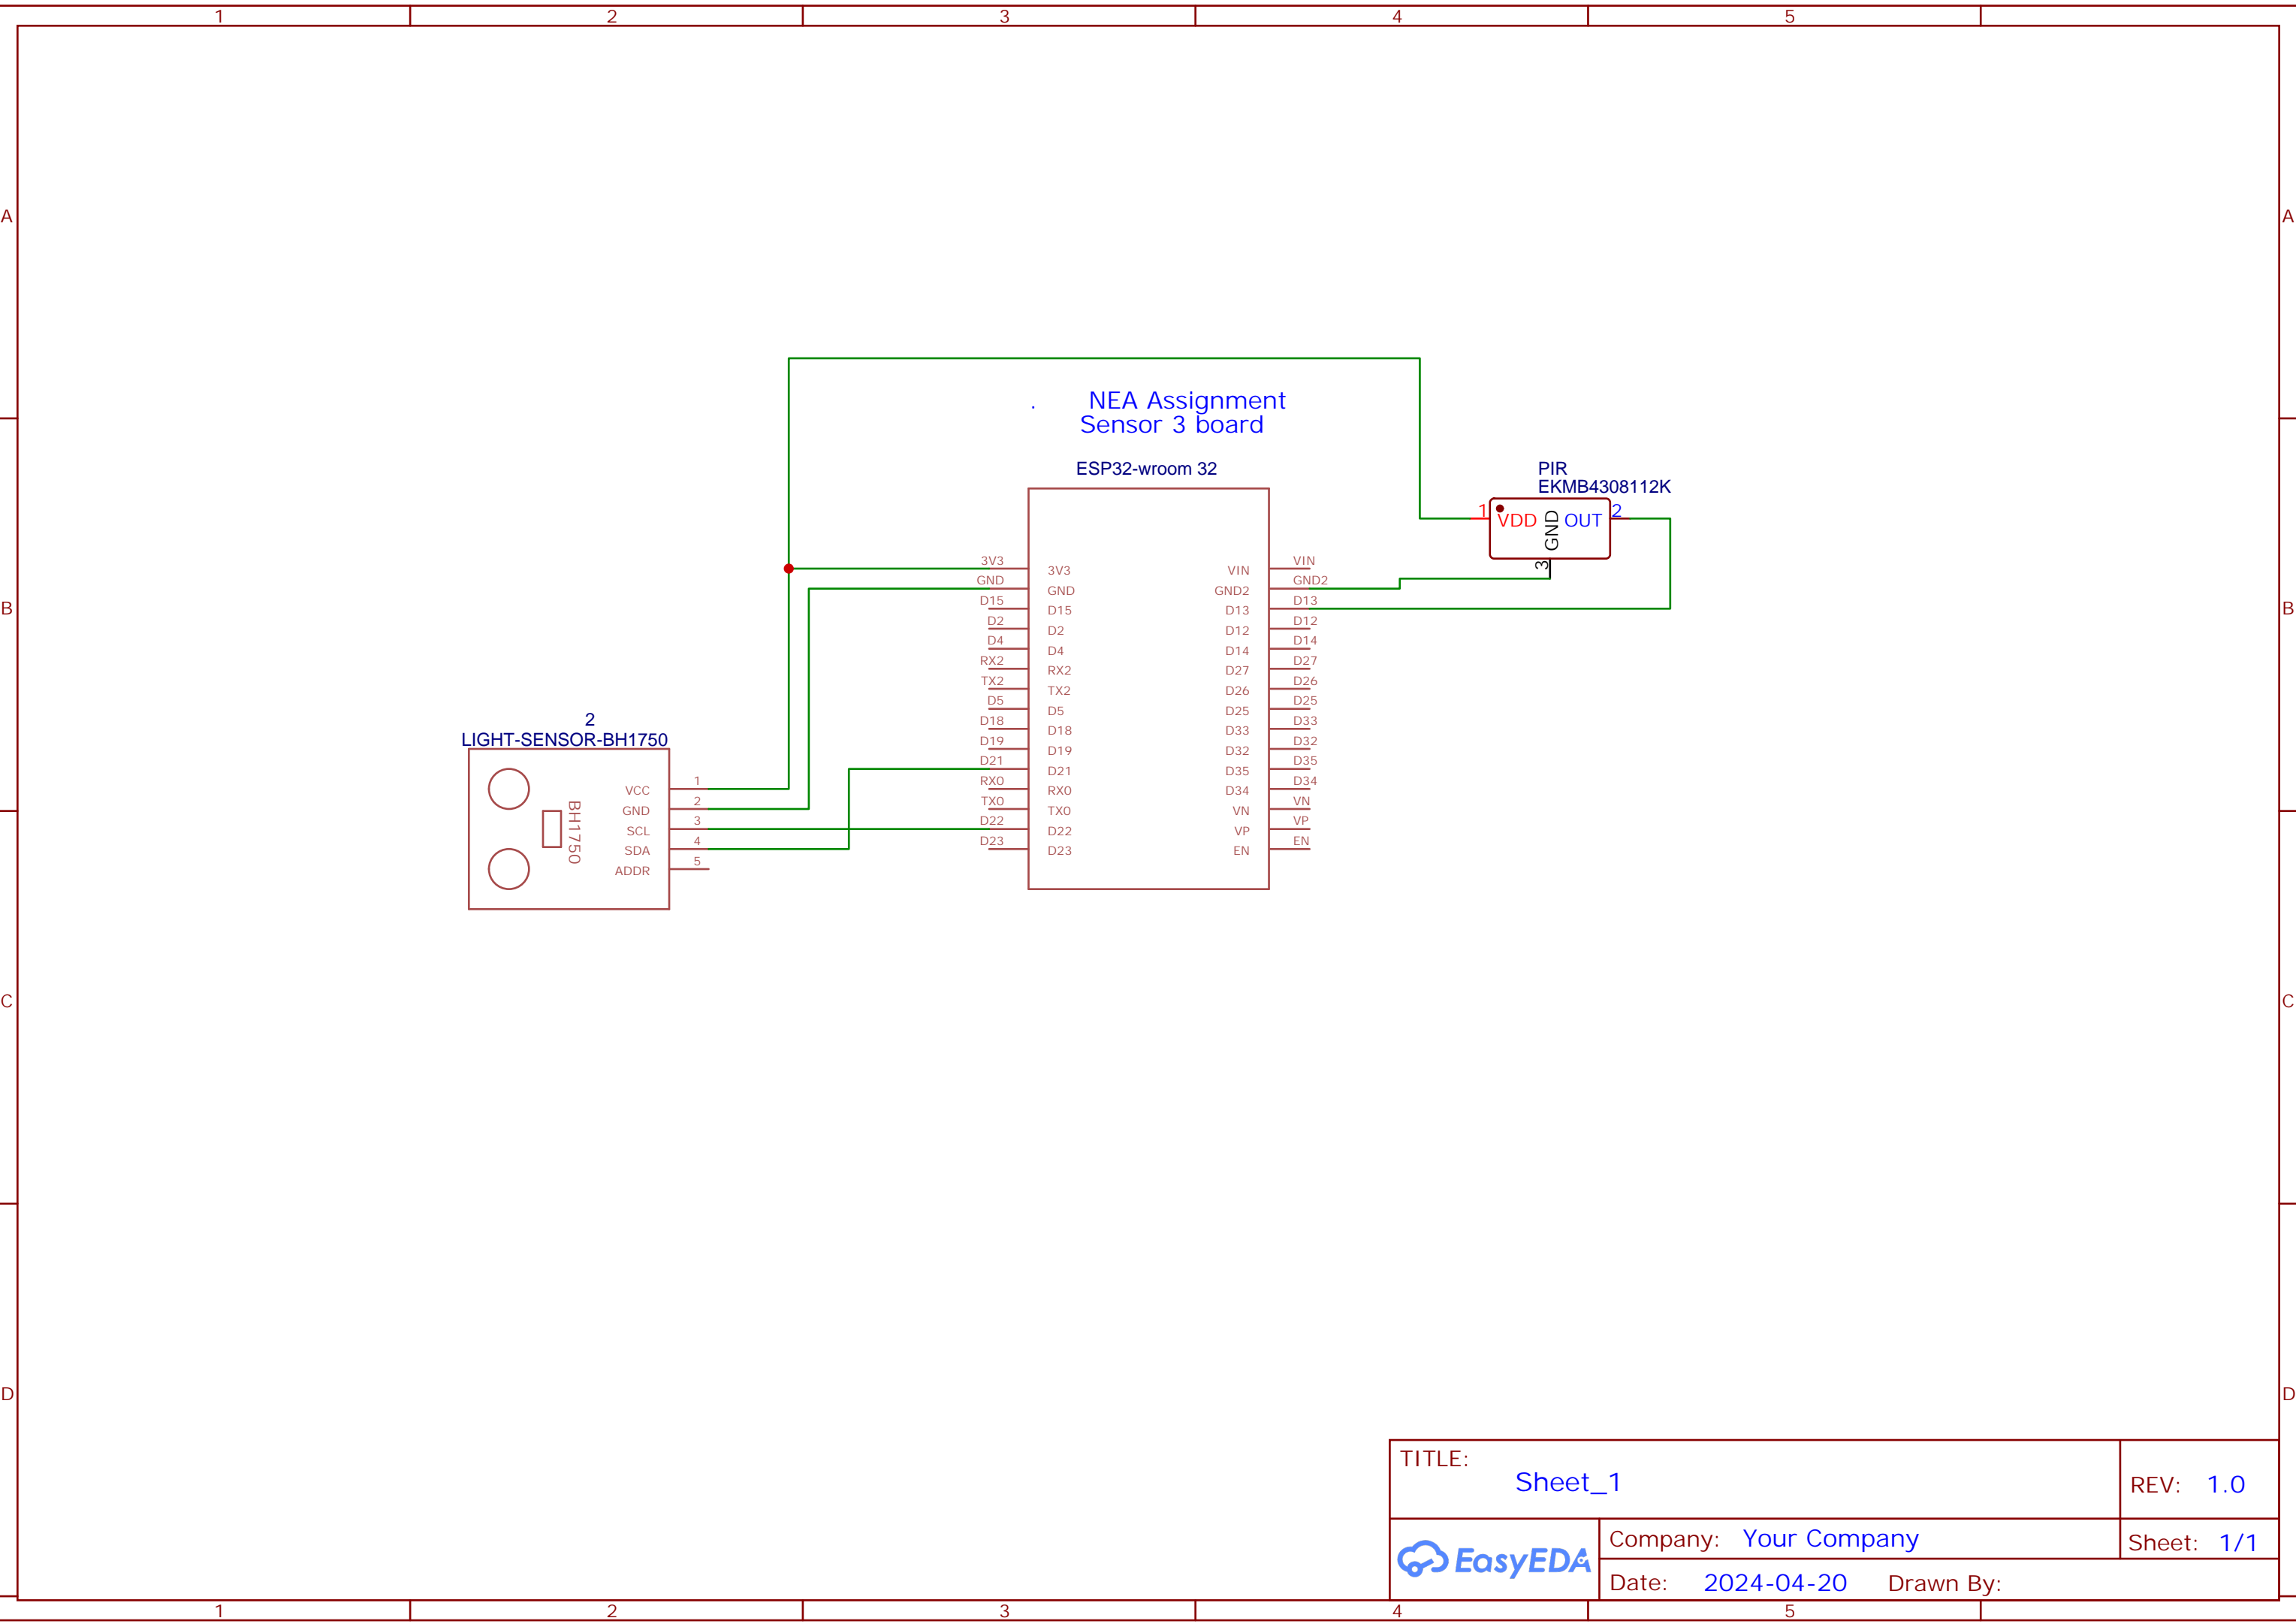 1 2 3 4 5
A A
B B
C C
D D
. NEA Assignment
Sensor 3 board
ESP32-wroom 32
3V3 3V3 VIN VIN
GND GND GND2 GND2
D15 D15 D13 D13
D2 D2 D12 D12
D4 D4 D14 D14
RX2 RX2 D27 D27
TX2 TX2 D26 D26
D5 D5 D25 D25
D18 D18 D33 D33
D19 D19 D32 D32
D21 D21 D35 D35
RX0 RX0 D34 D34
TX0 TX0 VN VN
D22 D22 VP VP
D23 D23 EN EN
PIR
EKMB4308112K
1 VDD GND OUT 2
3
2
LIGHT-SENSOR-BH1750
BH1750
VCC 1
GND 2
SCL 3
SDA 4
ADDR 5
TITLE:
Sheet_1
REV: 1.0
EasyEDA
Company: Your Company
Sheet: 1/1
Date: 2024-04-20 Drawn By:
1 2 3 4 5